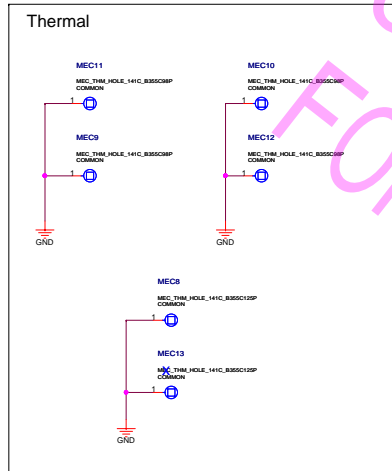 Thermal
MEC11
MEC_THM_HOLE_141C_B355C98P
COMMON
1
MEC9
MEC_THM_HOLE_141C_B355C98P
COMMON
1
GND
MEC10
MEC_THM_HOLE_141C_B355C98P
COMMON
1
MEC12
MEC_THM_HOLE_141C_B355C98P
COMMON
1
GND
MEC8
MEC_THM_HOLE_141C_B355C125P
COMMON
1
MEC13
MEC_THM_HOLE_141C_B355C125P
COMMON
1
GND